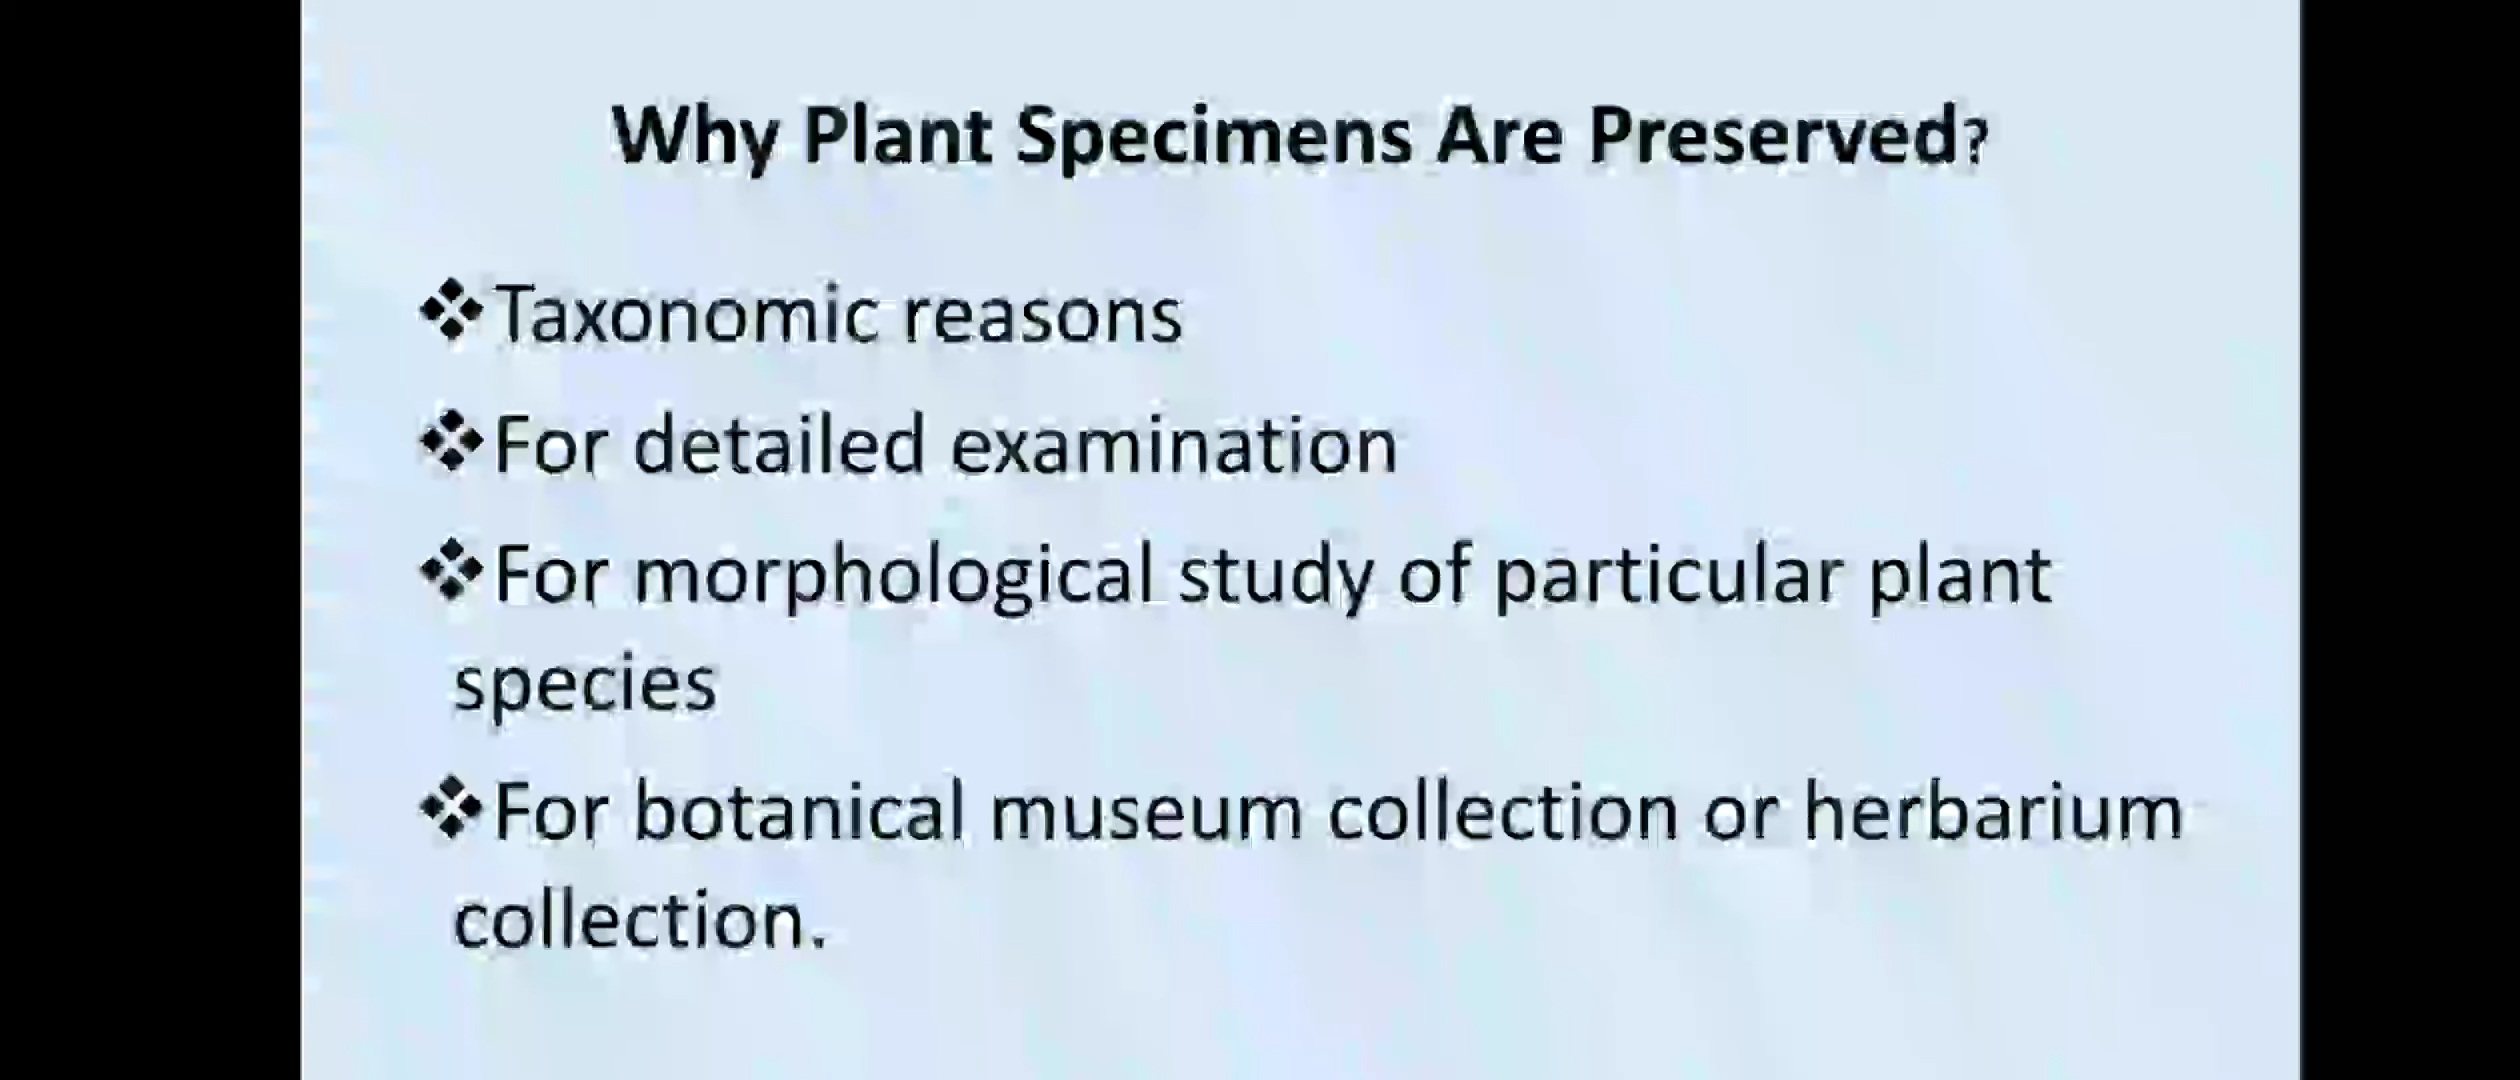 Why Plant Specimens Are Preserved?
❖Taxonomic reasons
❖For detailed examination
❖For morphological study of particular plant
species
❖For botanical museum collection or herbarium
collection.